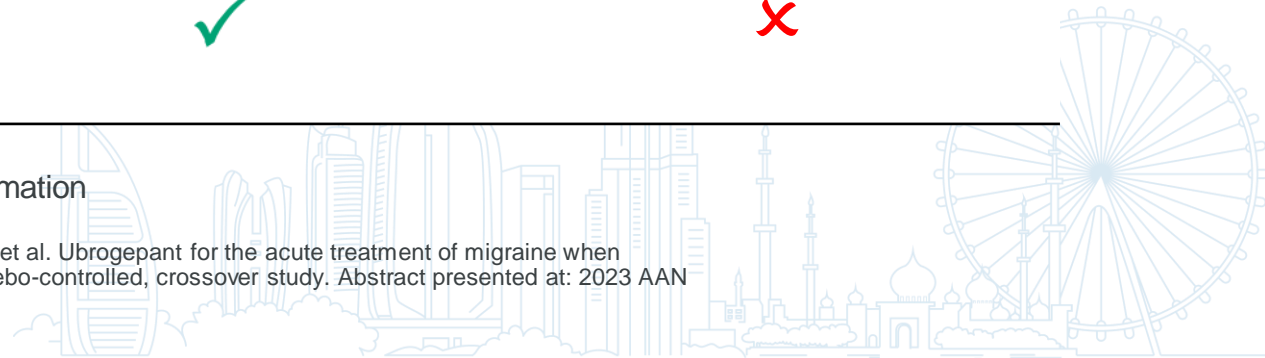 mation
et al. Ubrogepant for the acute treatment of migraine when
ebo-controlled, crossover study. Abstract presented at: 2023 AAN